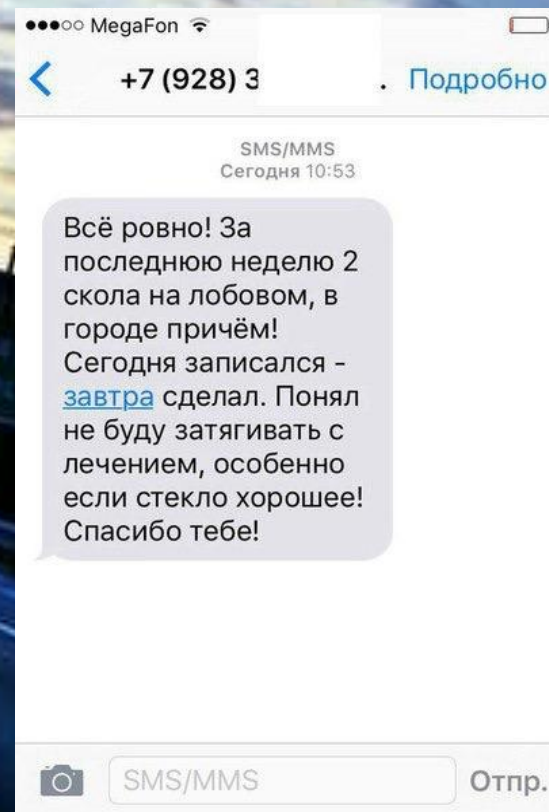 MegaFon
+7 (928) 3 . Подробно
SMS/MMS
Сегодня 10:53
Всё ровно! За
последнюю неделю 2
скола на лобовом, в
городе причём!
Сегодня записался -
завтра сделал. Понял
не буду затягивать с
лечением, особенно
если стекло хорошее!
Спасибо тебе!
SMS/MMS Отпр.